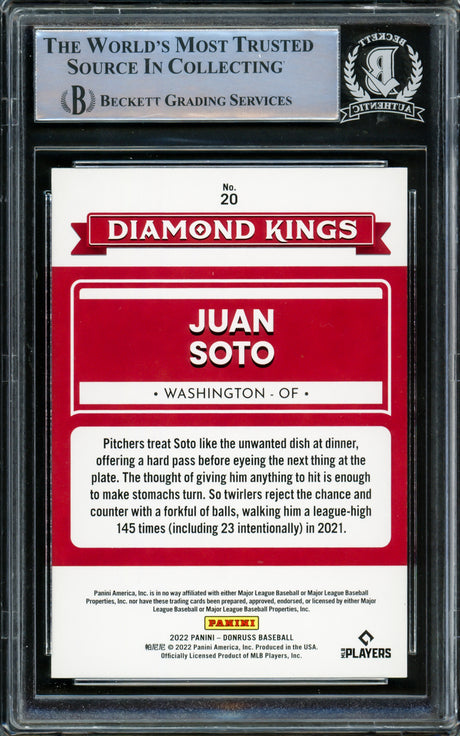 THE WORLD'S MOST TRUSTED
SOURCE IN COLLECTING
BECKETT
B
AUTHENTIC
B BECKETT GRADING SERVICES
No.
20
DIAMOND KINGS
JUAN
SOTO
• WASHINGTON - OF •
Pitchers treat Soto like the unwanted dish at dinner,
offering a hard pass before eyeing the next thing at the
plate. The thought of giving him anything to hit is enough
to make stomachs turn. So twirlers reject the chance and
counter with a forkful of balls, walking him a league-high
145 times (including 23 intentionally) in 2021.
Panini America, Inc. is in no way affiliated with either Major League Baseball or Major League Baseball
Properties, Inc. nor have these trading cards been prepared, approved, endorsed, or licensed by either Major
League Baseball or Major League Baseball Properties, Inc.
PANINI
2022 PANINI – DONRUSS BASEBALL
帕尼尼 © 2022 Panini America, Inc. Produced in the USA.
Officially Licensed Product of MLB Players, Inc.
MLB PLAYERS